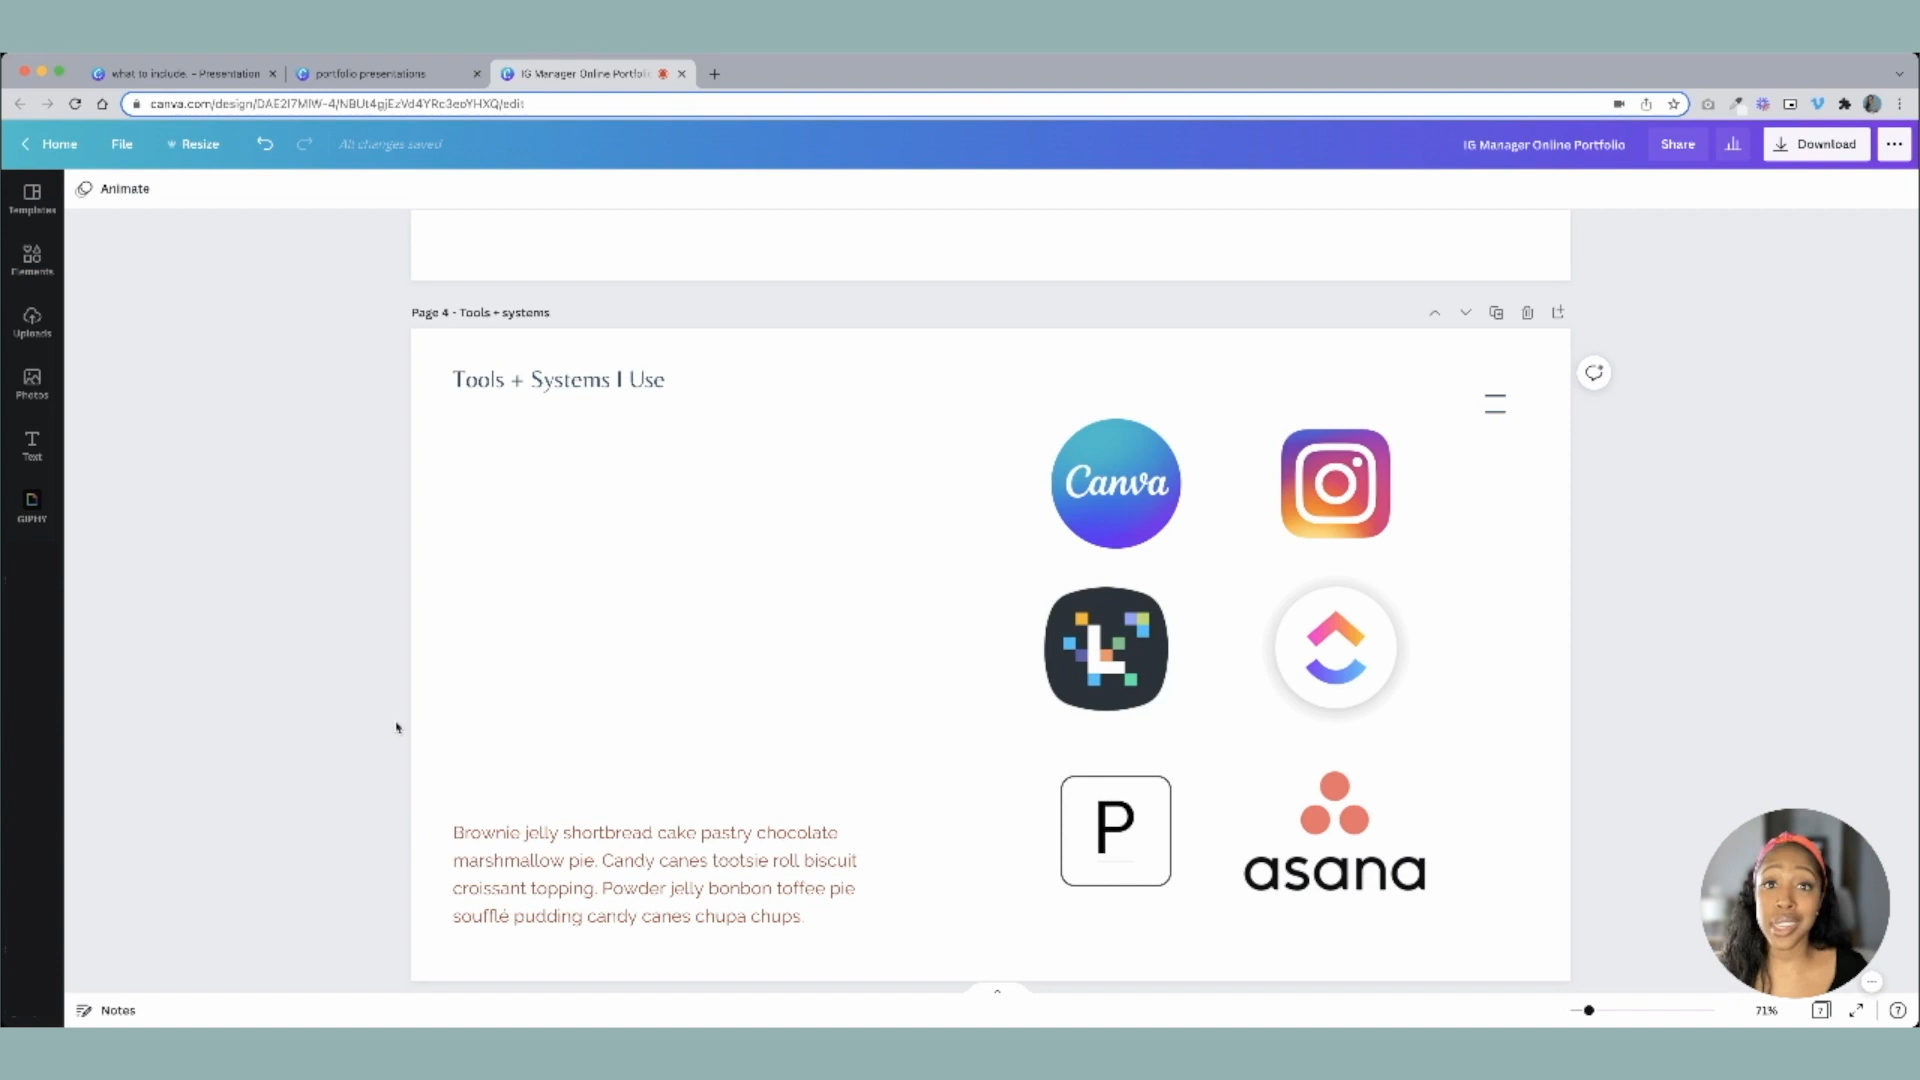 what to include. - Presentation
portfolio presentations
IG Manager Online Portfoli
canva.com/design/DAE2I7MIW-4/NBUt4gjEzVd4YRc3eoYHXQ/edit
Home
File
Resize
All changes saved
IG Manager Online Portfolio
Share
Download
Templates
Elements
Uploads
Photos
Text
GIPHY
Animate
Page 4 - Tools + systems
Tools + Systems I Use
Canva
L
P
asana
Brownie jelly shortbread cake pastry chocolate
marshmallow pie. Candy canes tootsie roll biscuit
croissant topping. Powder jelly bonbon toffee pie
soufflé pudding candy canes chupa chups.
Notes
71%
7
?